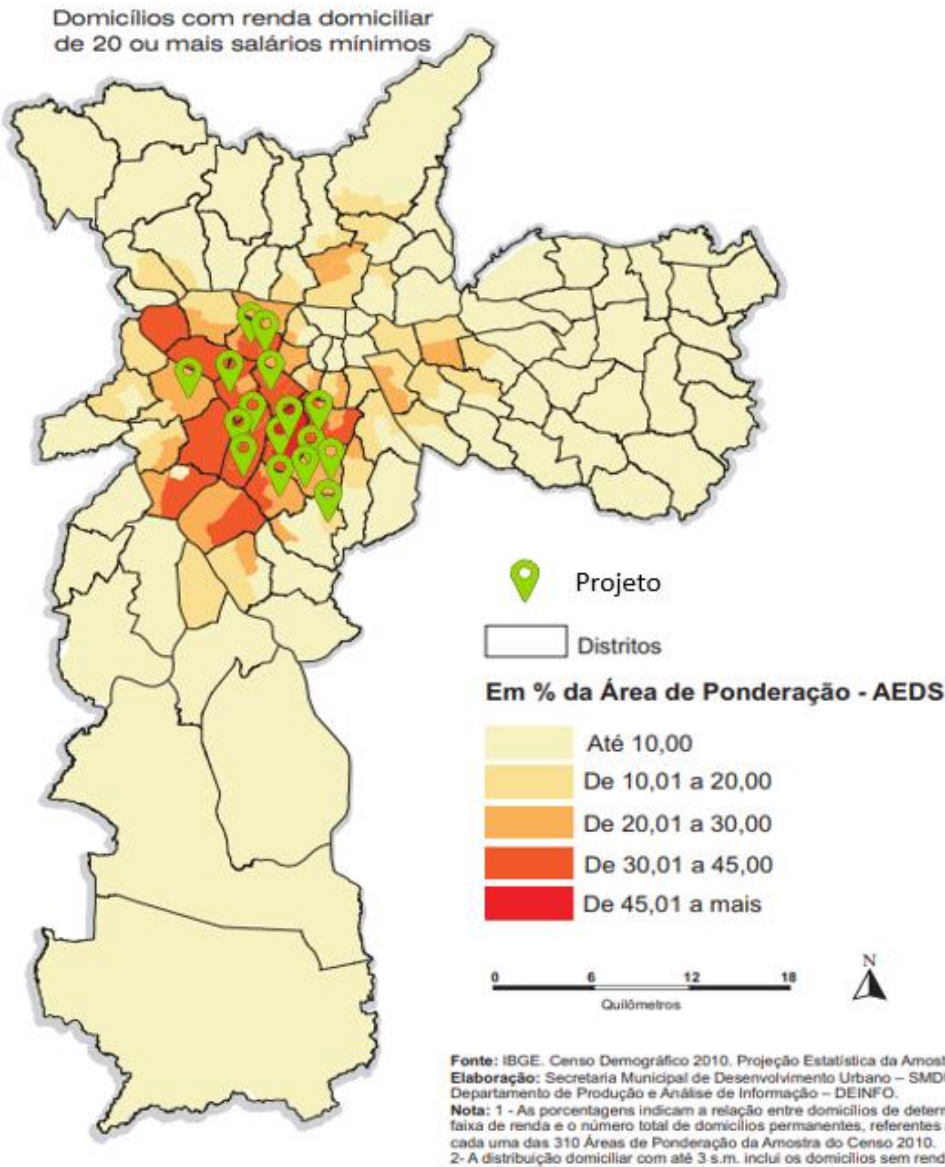 Domicílios com renda domiciliar
de 20 ou mais salários mínimos
Projeto
Distritos
Em % da Área de Ponderação - AEDS
Até 10,00
De 10,01 a 20,00
De 20,01 a 30,00
De 30,01 a 45,00
De 45,01 a mais
0 6 12 18
Quilômetros
N
Fonte: IBGE. Censo Demográfico 2010. Projeção Estatística da Amost
Elaboração: Secretaria Municipal de Desenvolvimento Urbano – SMD
Departamento de Produção e Análise de Informação – DEINFO.
Nota: 1 - As porcentagens indicam a relação entre domicílios de determ
faixa de renda e o número total de domicílios permanentes, referentes
cada uma das 310 Áreas de Ponderação da Amostra do Censo 2010.
2- A distribuição domiciliar com até 3 s.m. inclui os domicílios sem rend